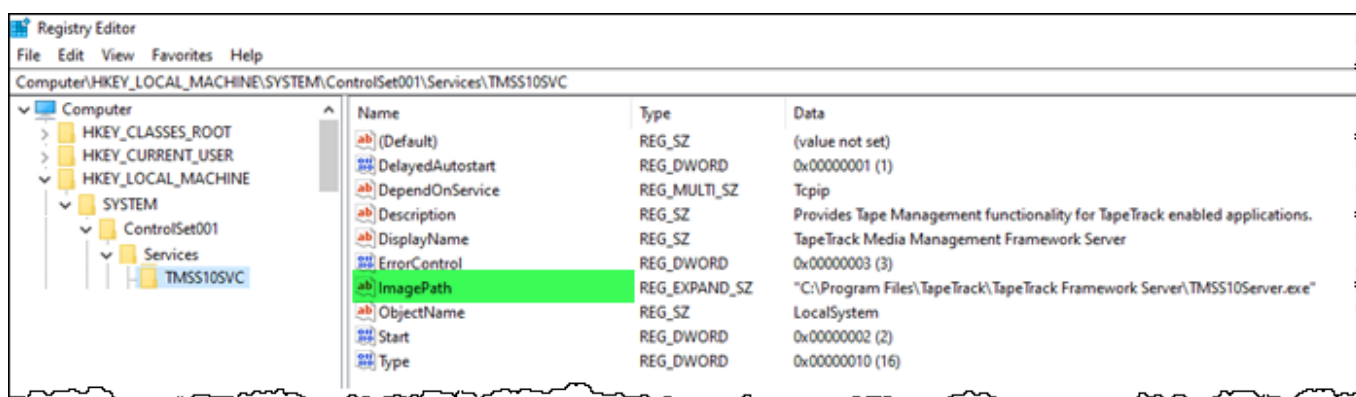 Registry Editor
File Edit View Favorites Help
Computer\HKEY_LOCAL_MACHINE\SYSTEM\ControlSet001\Services\TMSS10SVC
Computer
HKEY_CLASSES_ROOT
HKEY_CURRENT_USER
HKEY_LOCAL_MACHINE
SYSTEM
ControlSet001
Services
TMSS10SVC
Name Type Data
(Default) REG_SZ (value not set)
DelayedAutostart REG_DWORD 0x00000001 (1)
DependOnService REG_MULTI_SZ Tcpip
Description REG_SZ Provides Tape Management functionality for TapeTrack enabled applications.
DisplayName REG_SZ TapeTrack Media Management Framework Server
ErrorControl REG_DWORD 0x00000003 (3)
ImagePath REG_EXPAND_SZ "C:\Program Files\TapeTrack\TapeTrack Framework Server\TMSS10Server.exe"
ObjectName REG_SZ LocalSystem
Start REG_DWORD 0x00000002 (2)
Type REG_DWORD 0x00000010 (16)